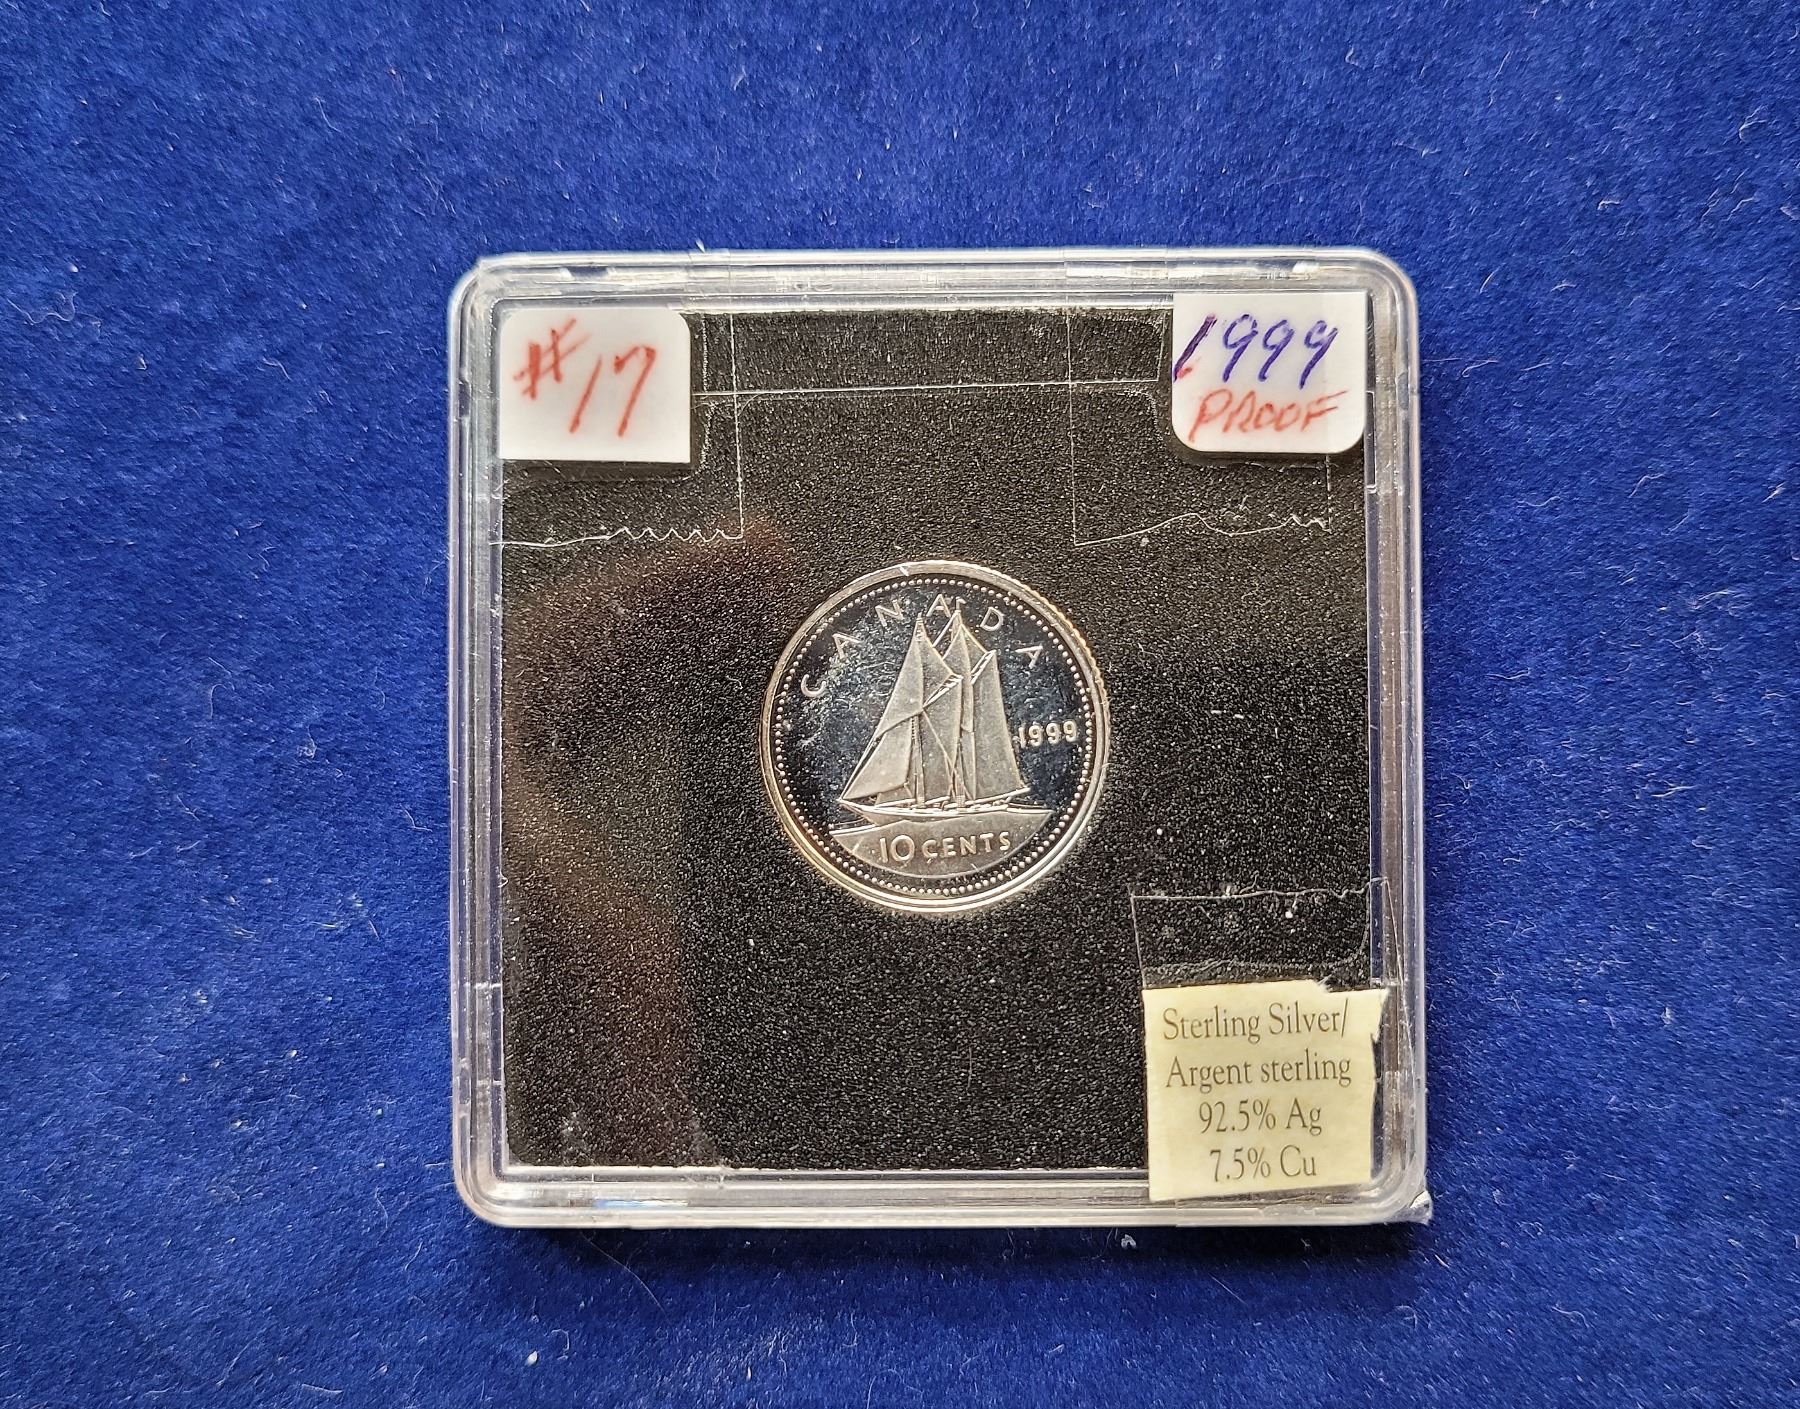 #17
1999
PROOF
CANADA
1999
10 CENTS
Sterling Silver/
Argent sterling
92.5% Ag
7.5% Cu